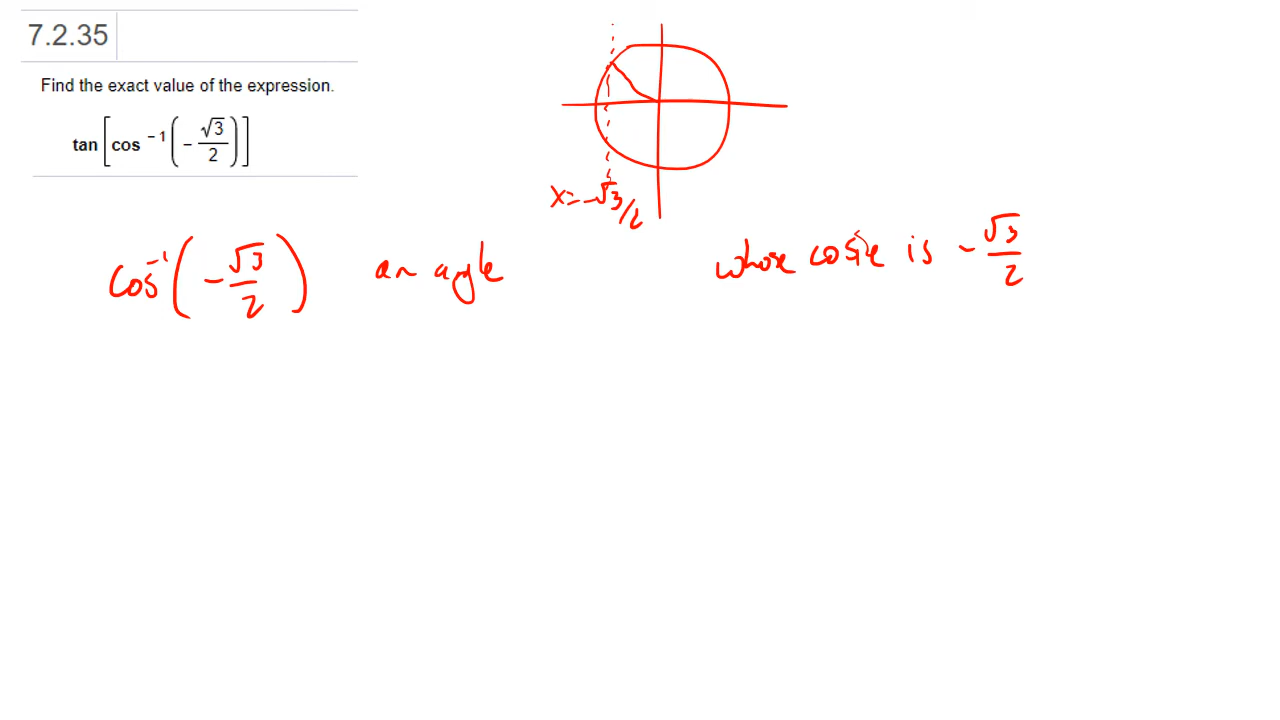 7.2.35
Find the exact value of the expression.
tan [cos⁻¹(-√3/2)]
x=-√3/2
cos⁻¹(-√3/2) an angle whose cosine is -√3/2